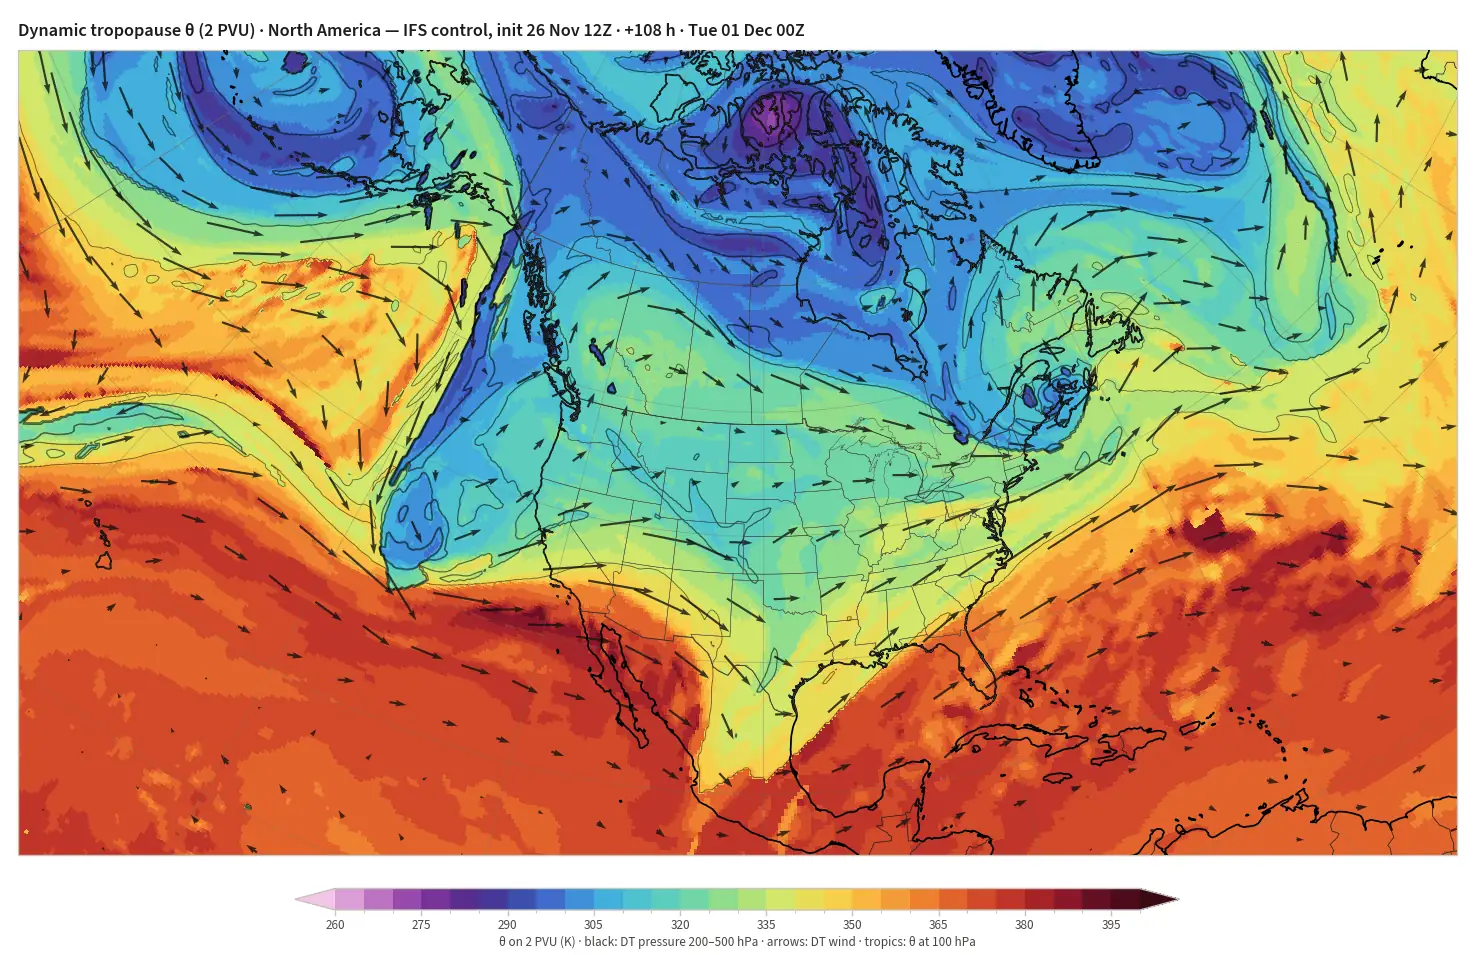 Dynamic tropopause θ (2 PVU) · North America — IFS control, init 26 Nov 12Z · +108 h · Tue 01 Dec 00Z
260 275 290 305 320 335 350 365 380 395
θ on 2 PVU (K) · black: DT pressure 200–500 hPa · arrows: DT wind · tropics: θ at 100 hPa